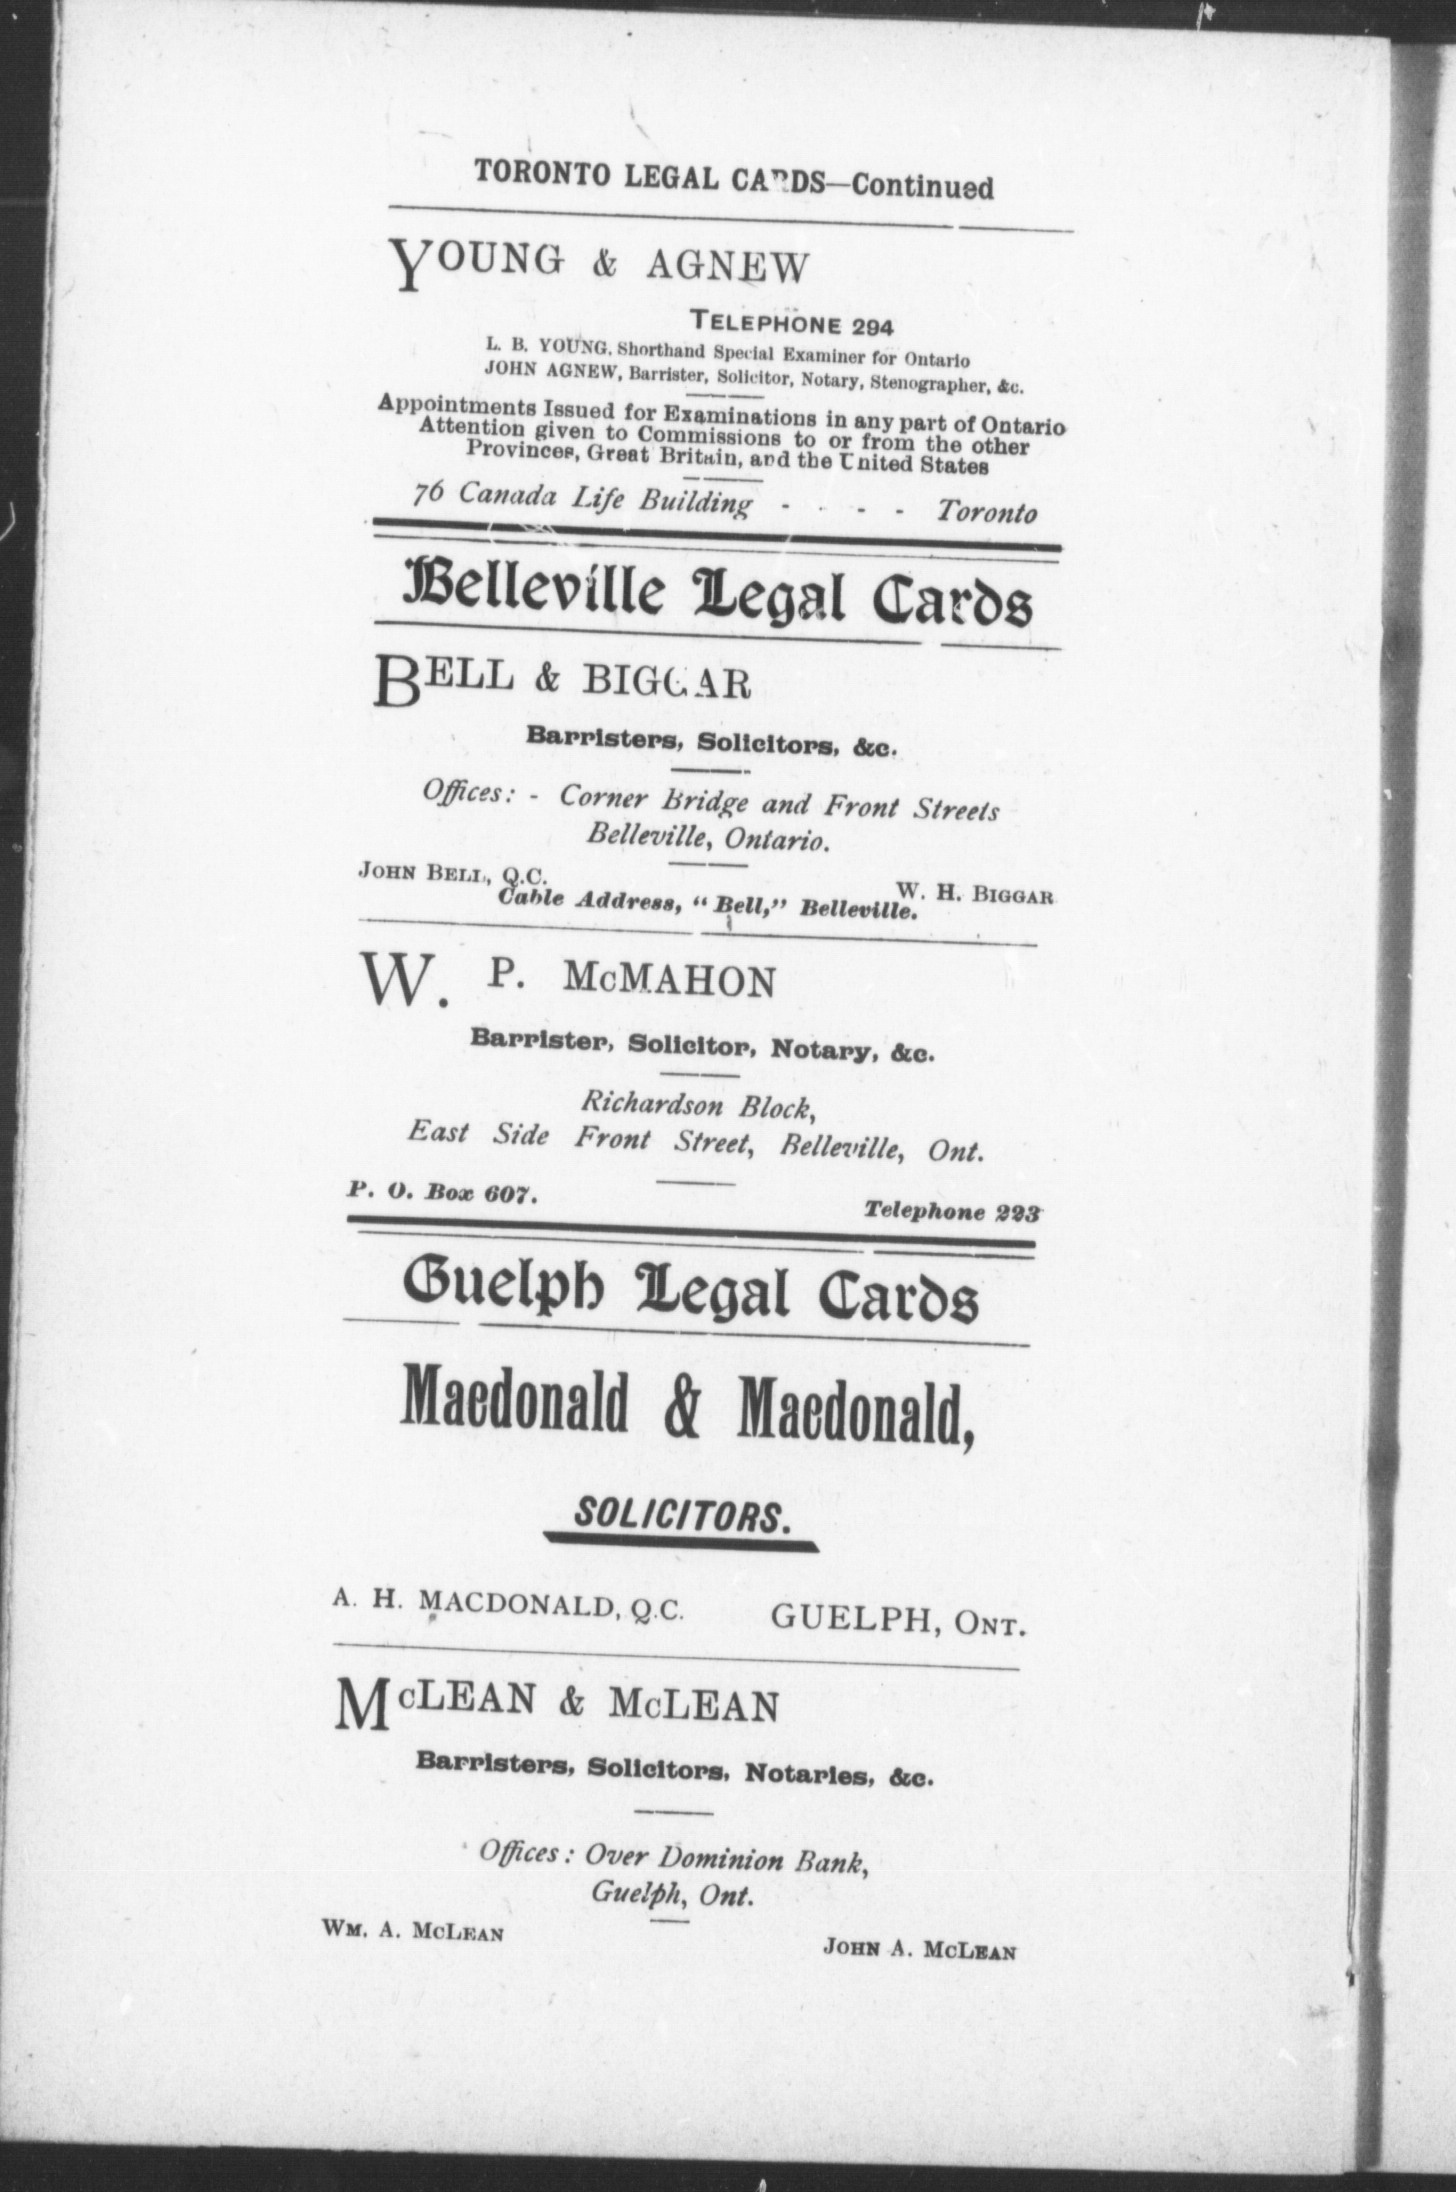 TORONTO LEGAL CARDS—Continued
YOUNG & AGNEW
TELEPHONE 294
L. B. YOUNG, Shorthand Special Examiner for Ontario
JOHN AGNEW, Barrister, Solicitor, Notary, Stenographer, &c.
Appointments Issued for Examinations in any part of Ontario
Attention given to Commissions to or from the other
Provinces, Great Britain, and the United States
76 Canada Life Building - - - - Toronto
Belleville Legal Cards
BELL & BIGGAR
Barristers, Solicitors, &c.
Offices: - Corner Bridge and Front Streets
Belleville, Ontario.
JOHN BELL, Q.C. W. H. BIGGAR
Cable Address, "Bell," Belleville.
W. P. McMAHON
Barrister, Solicitor, Notary, &c.
Richardson Block,
East Side Front Street, Belleville, Ont.
P. O. Box 607. Telephone 223
Guelph Legal Cards
Macdonald & Macdonald,
SOLICITORS.
A. H. MACDONALD, Q.C. GUELPH, ONT.
McLEAN & McLEAN
Barristers, Solicitors, Notaries, &c.
Offices: Over Dominion Bank,
Guelph, Ont.
WM. A. MCLEAN JOHN A. MCLEAN